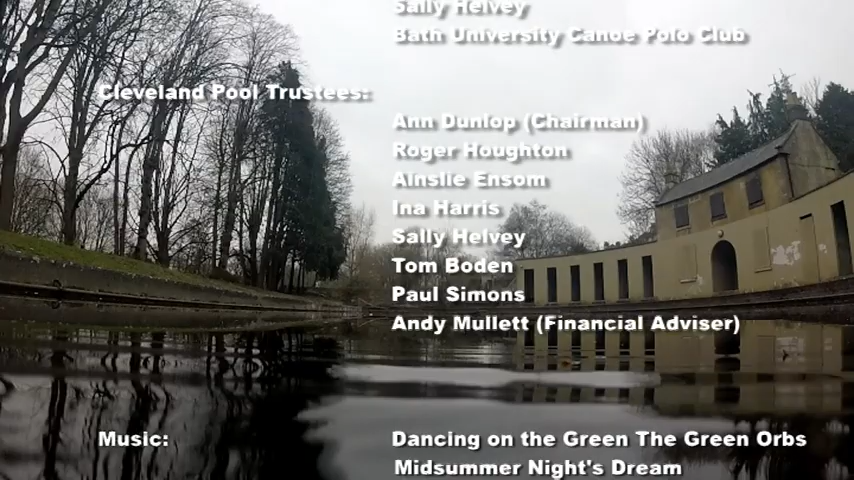 Sally Helvey
Bath University Canoe Polo Club
Cleveland Pool Trustees:
Ann Dunlop (Chairman)
Roger Houghton
Ainslie Ensom
Ina Harris
Sally Helvey
Tom Boden
Paul Simons
Andy Mullett (Financial Adviser)
Music: Dancing on the Green The Green Orbs
Midsummer Night's Dream